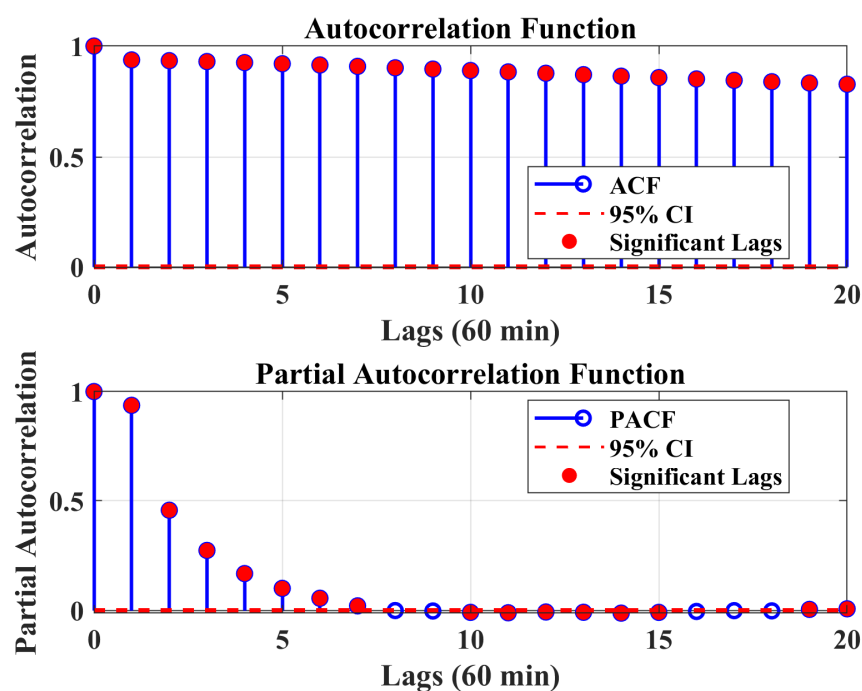 Autocorrelation Function
Autocorrelation
1
0.5
0
ACF
95% CI
Significant Lags
0 5 10 15 20
Lags (60 min)
Partial Autocorrelation Function
Partial Autocorrelation
1
0.5
0
PACF
95% CI
Significant Lags
0 5 10 15 20
Lags (60 min)